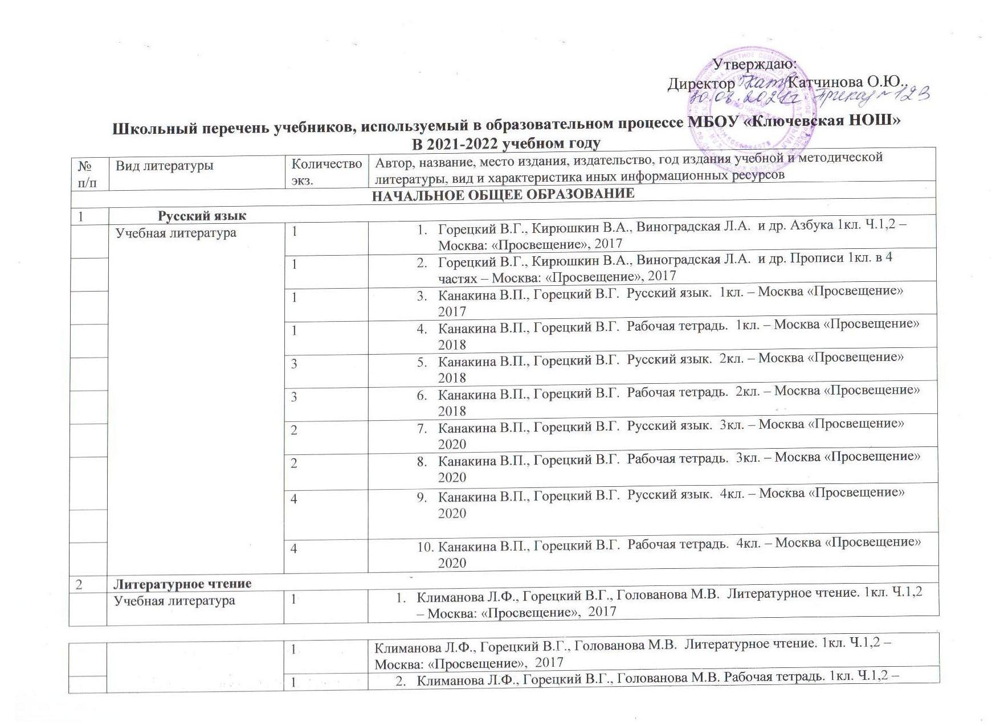 Утверждаю:
Директор Катчинова О.Ю..
30.08.2021г Приказ №123
Школьный перечень учебников, используемый в образовательном процессе МБОУ «Ключевская НОШ»
В 2021-2022 учебном году
№ п/п Вид литературы Количество экз. Автор, название, место издания, издательство, год издания учебной и методической
литературы, вид и характеристика иных информационных ресурсов
НАЧАЛЬНОЕ ОБЩЕЕ ОБРАЗОВАНИЕ
1 Русский язык
Учебная литература 1 1. Горецкий В.Г., Кирюшкин В.А., Виноградская Л.А. и др. Азбука 1кл. Ч.1,2 –
Москва: «Просвещение», 2017
1 2. Горецкий В.Г., Кирюшкин В.А., Виноградская Л.А. и др. Прописи 1кл. в 4
частях – Москва: «Просвещение», 2017
1 3. Канакина В.П., Горецкий В.Г. Русский язык. 1кл. – Москва «Просвещение»
2017
1 4. Канакина В.П., Горецкий В.Г. Рабочая тетрадь. 1кл. – Москва «Просвещение»
2018
3 5. Канакина В.П., Горецкий В.Г. Русский язык. 2кл. – Москва «Просвещение»
2018
3 6. Канакина В.П., Горецкий В.Г. Рабочая тетрадь. 2кл. – Москва «Просвещение»
2018
2 7. Канакина В.П., Горецкий В.Г. Русский язык. 3кл. – Москва «Просвещение»
2020
2 8. Канакина В.П., Горецкий В.Г. Рабочая тетрадь. 3кл. – Москва «Просвещение»
2020
4 9. Канакина В.П., Горецкий В.Г. Русский язык. 4кл. – Москва «Просвещение»
2020
4 10. Канакина В.П., Горецкий В.Г. Рабочая тетрадь. 4кл. – Москва «Просвещение»
2020
2 Литературное чтение
Учебная литература 1 1. Климанова Л.Ф., Горецкий В.Г., Голованова М.В. Литературное чтение. 1кл. Ч.1,2
– Москва: «Просвещение», 2017
1 Климанова Л.Ф., Горецкий В.Г., Голованова М.В. Литературное чтение. 1кл. Ч.1,2 –
Москва: «Просвещение», 2017
1 2. Климанова Л.Ф., Горецкий В.Г., Голованова М.В. Рабочая тетрадь. 1кл. Ч.1,2 –